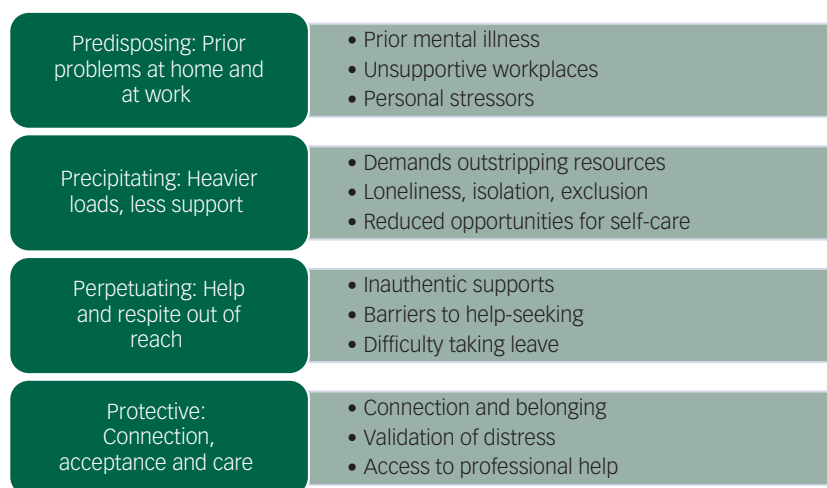 Predisposing: Prior
problems at home and
at work
• Prior mental illness
• Unsupportive workplaces
• Personal stressors
Precipitating: Heavier
loads, less support
• Demands outstripping resources
• Loneliness, isolation, exclusion
• Reduced opportunities for self-care
Perpetuating: Help
and respite out of
reach
• Inauthentic supports
• Barriers to help-seeking
• Difficulty taking leave
Protective:
Connection,
acceptance and care
• Connection and belonging
• Validation of distress
• Access to professional help